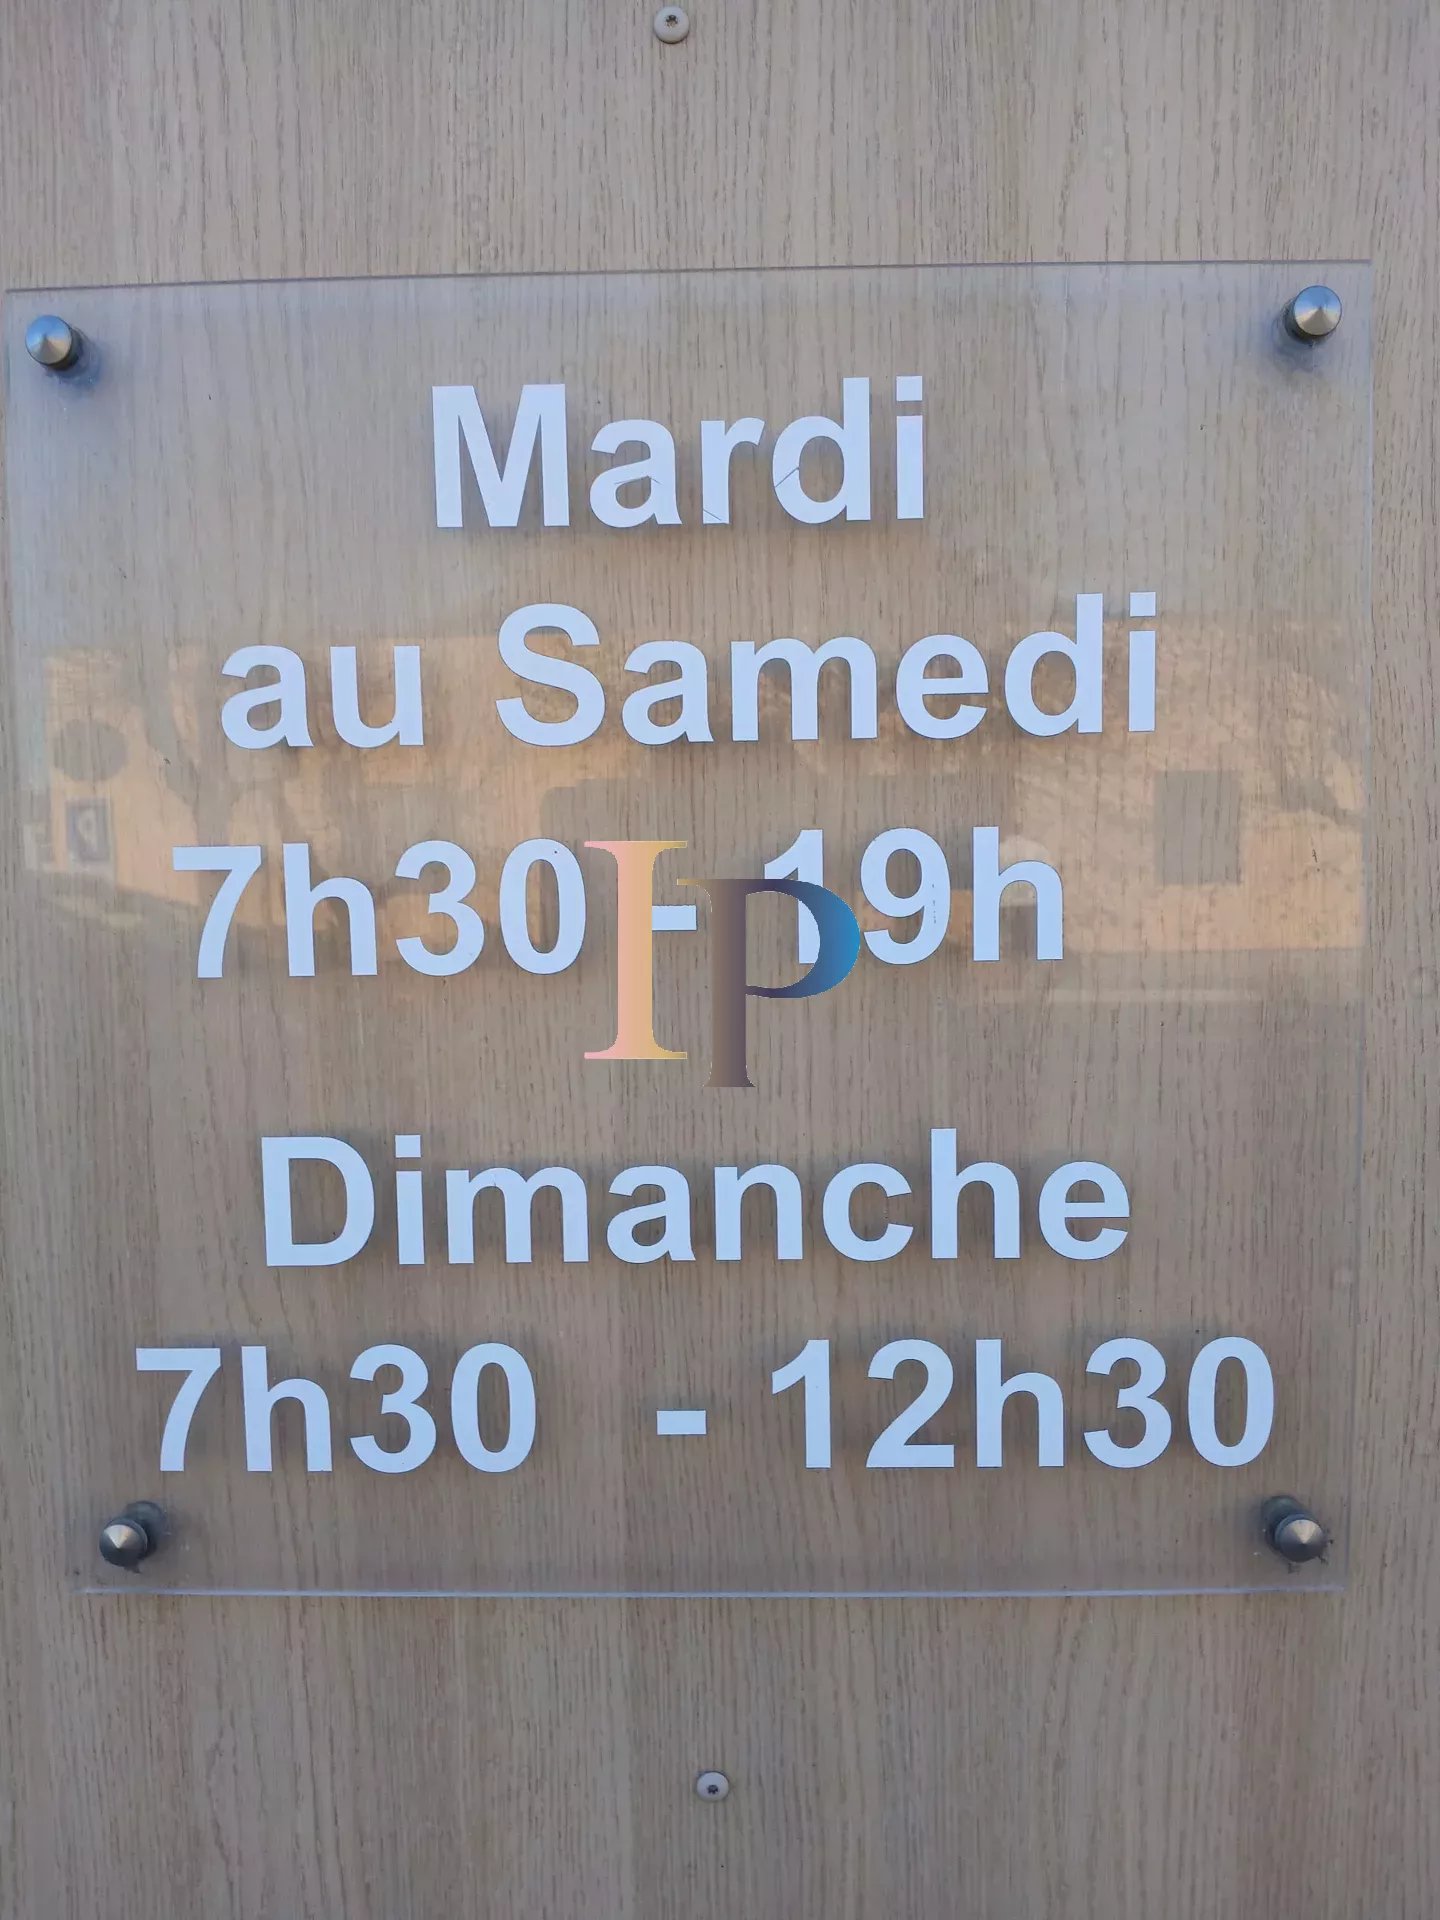 Mardi
au Samedi
7h30 - 19h
IP
Dimanche
7h30 - 12h30